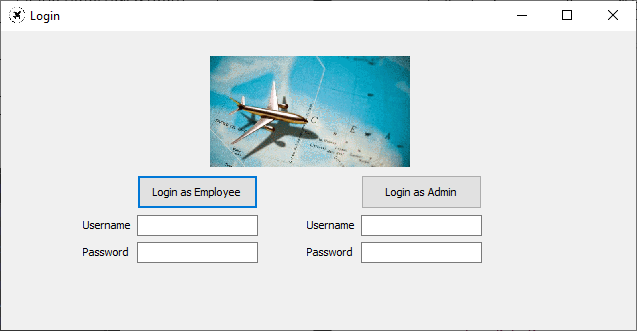 Login
C E A
Login as Employee Login as Admin
Username Username
Password Password